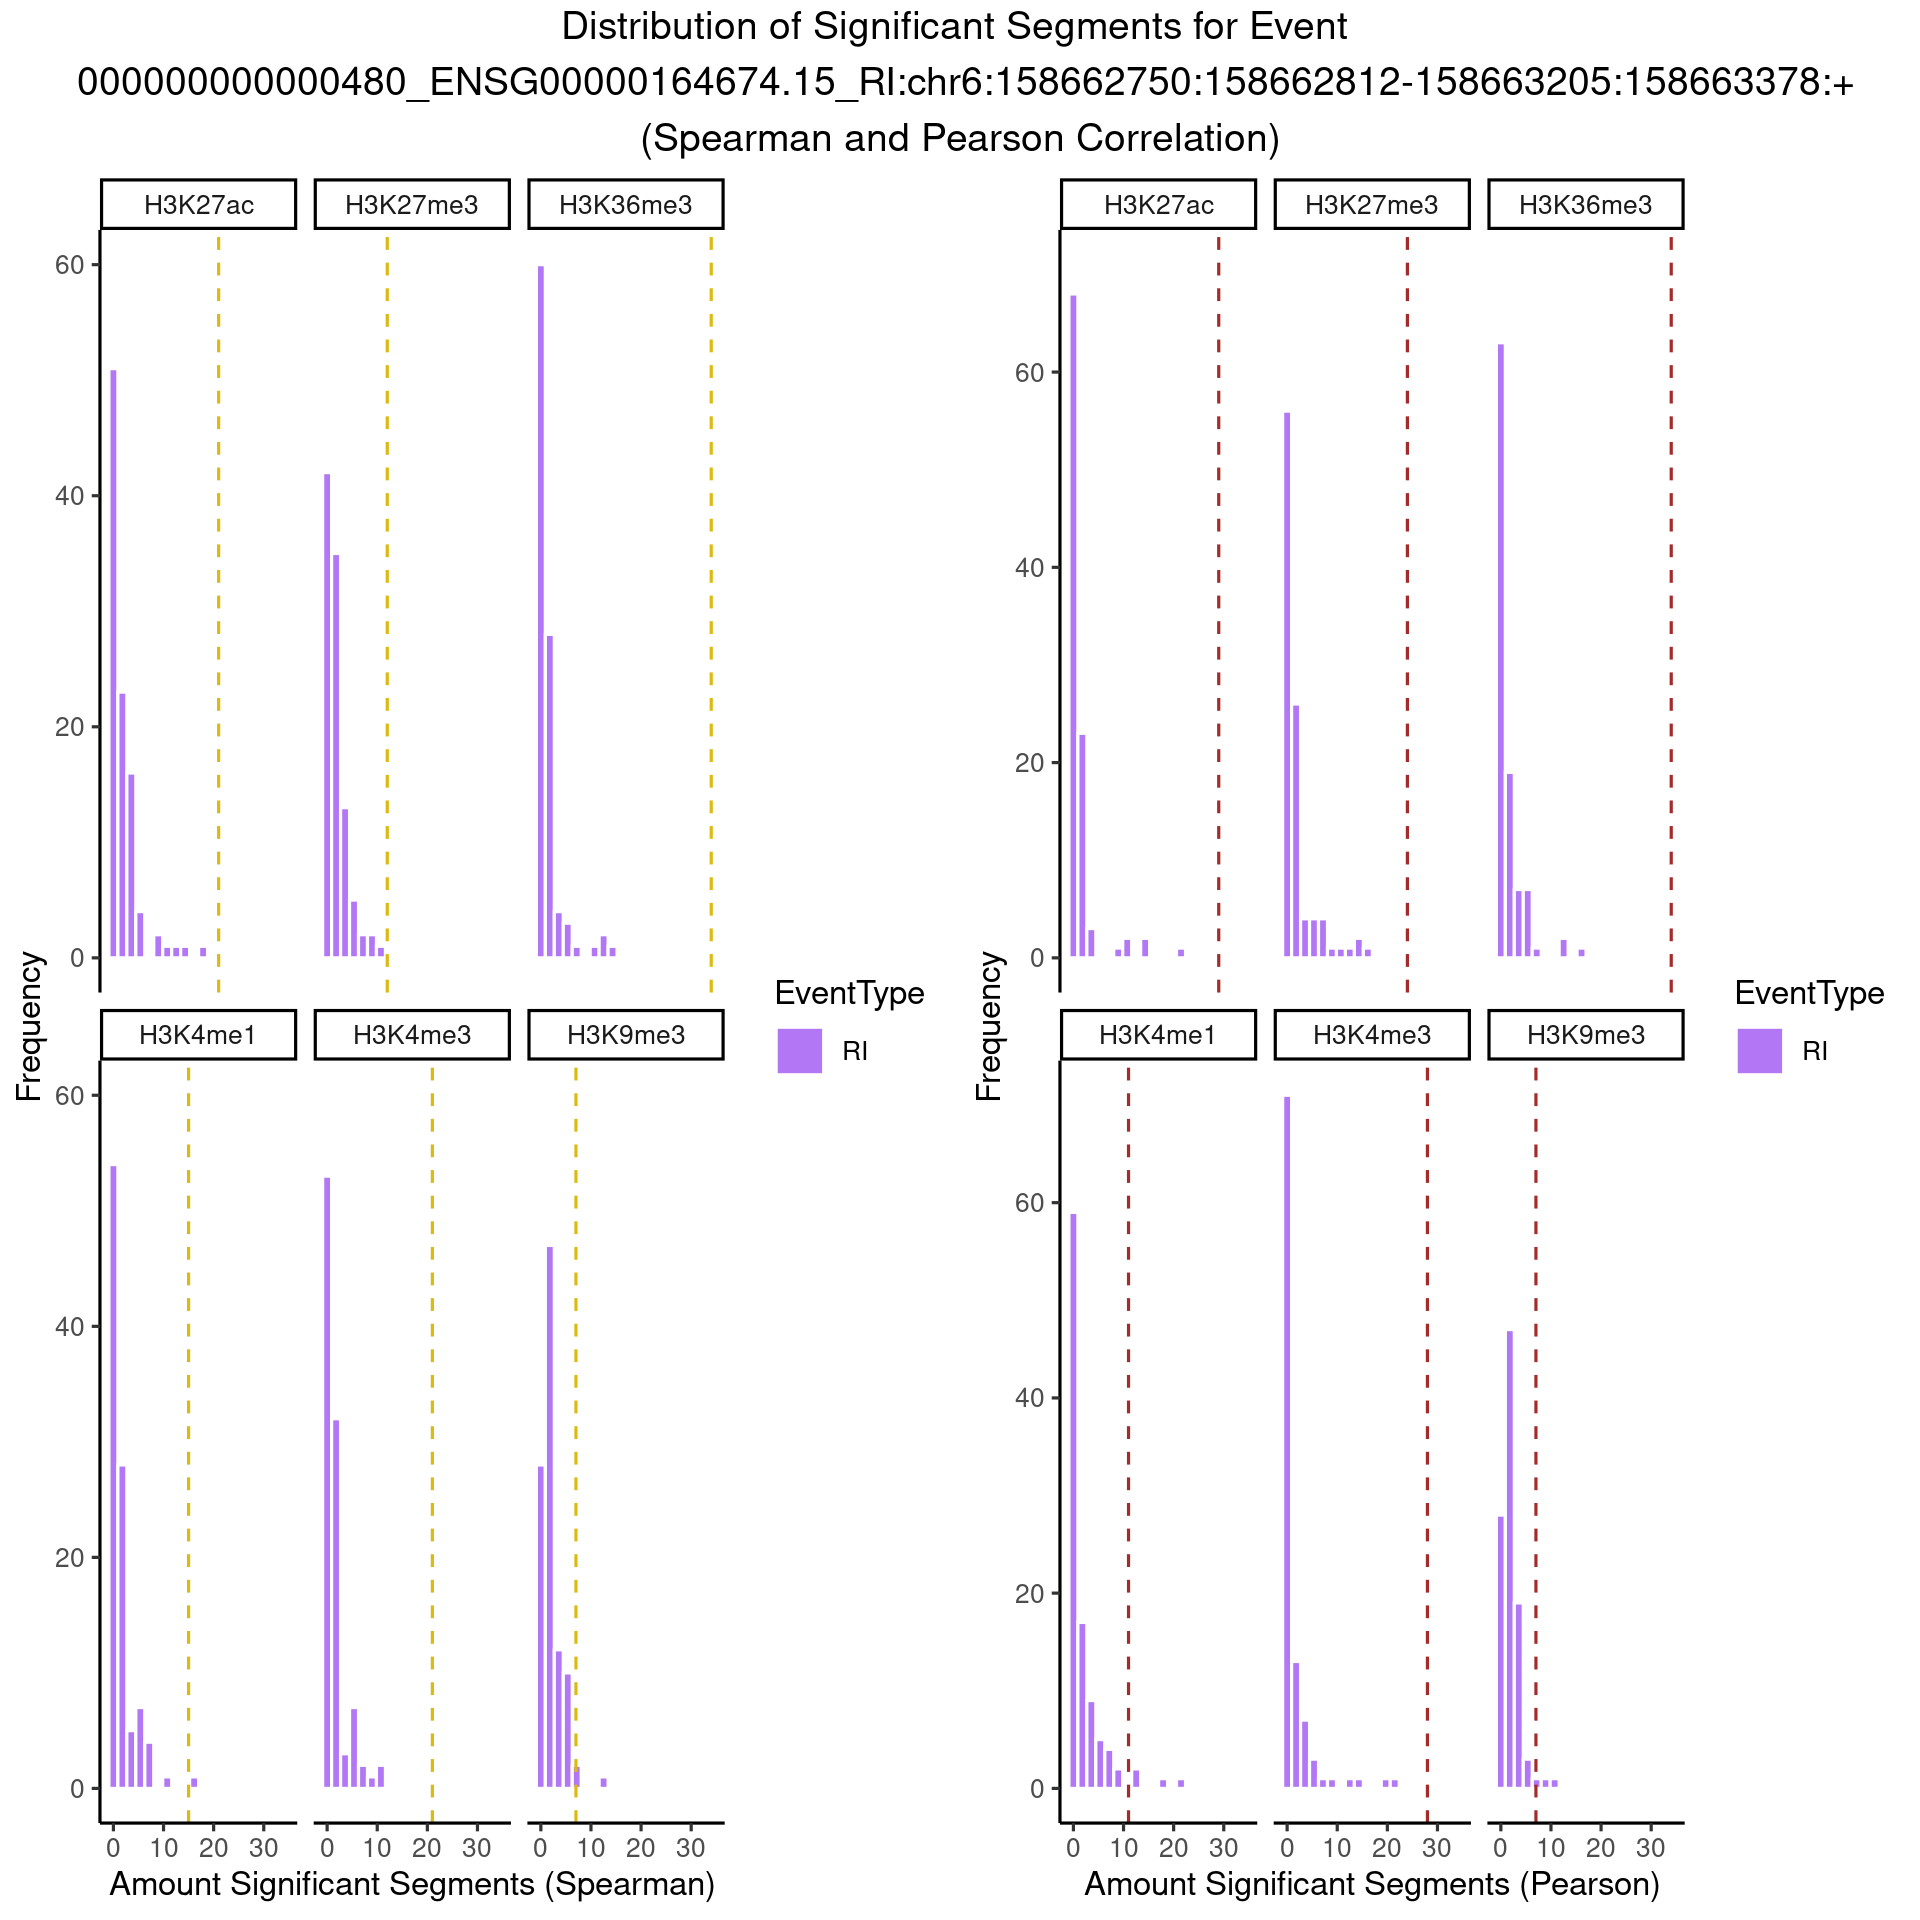 Distribution of Significant Segments for Event
000000000000480_ENSG00000164674.15_RI:chr6:158662750:158662812-158663205:158663378:+
(Spearman and Pearson Correlation)
H3K27ac H3K27me3 H3K36me3
60
40
20
0
H3K4me1 H3K4me3 H3K9me3
60
40
20
0
0 10 20 30 0 10 20 30 0 10 20 30
Frequency
Amount Significant Segments (Spearman)
EventType
RI
H3K27ac H3K27me3 H3K36me3
60
40
20
0
H3K4me1 H3K4me3 H3K9me3
60
40
20
0
0 10 20 30 0 10 20 30 0 10 20 30
Frequency
Amount Significant Segments (Pearson)
EventType
RI